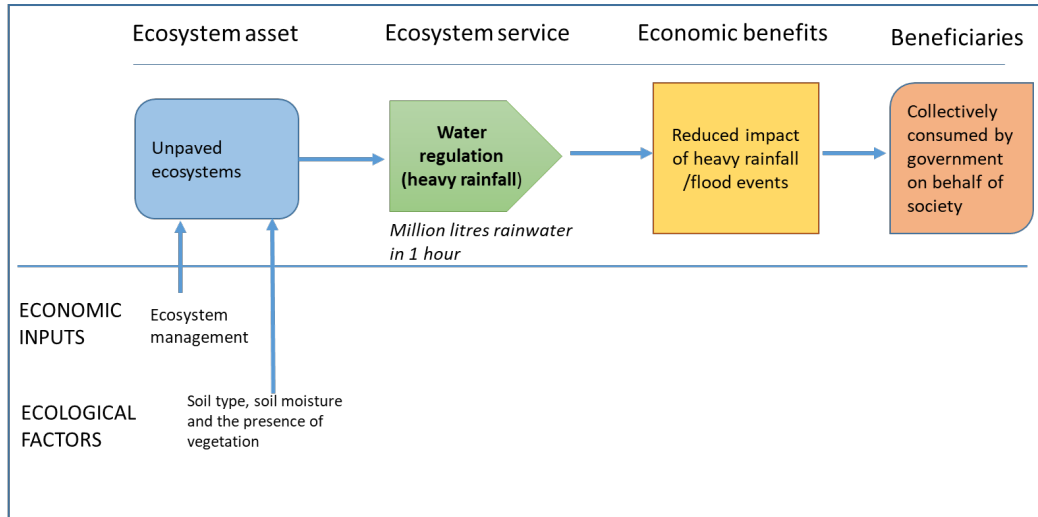 Ecosystem asset
Ecosystem service
Economic benefits
Beneficiaries
Unpaved
ecosystems
Water
regulation
(heavy rainfall)
Million litres rainwater
in 1 hour
Reduced impact
of heavy rainfall
/flood events
Collectively
consumed by
government
on behalf of
society
ECONOMIC
INPUTS
Ecosystem
management
ECOLOGICAL
FACTORS
Soil type, soil moisture
and the presence of
vegetation